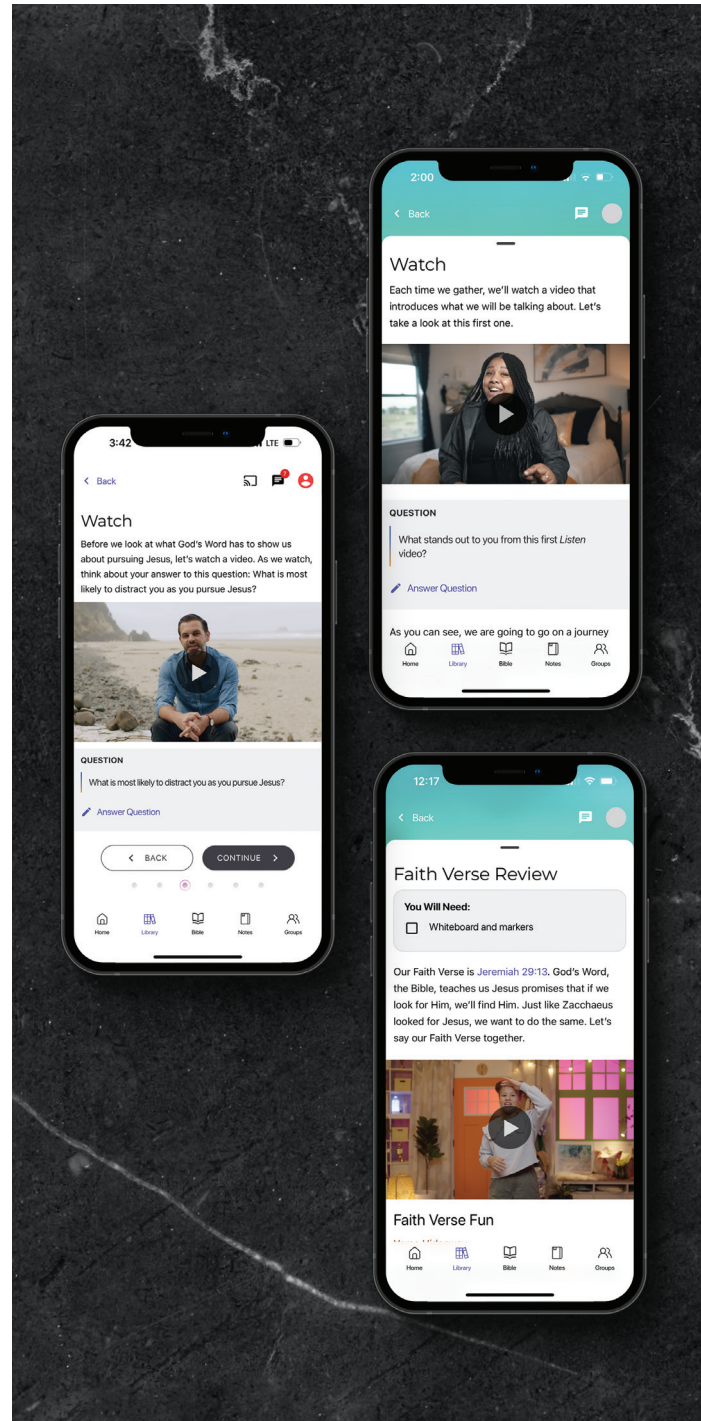 2:00
Back
Watch
Each time we gather, we'll watch a video that
introduces what we will be talking about. Let's
take a look at this first one.
QUESTION
What stands out to you from this first Listen
video?
Answer Question
As you can see, we are going to go on a journey
Home Library Bible Notes Groups
3:42 LTE
Back
7
Watch
Before we look at what God's Word has to show us
about pursuing Jesus, let's watch a video. As we watch,
think about your answer to this question: What is most
likely to distract you as you pursue Jesus?
QUESTION
What is most likely to distract you as you pursue Jesus?
Answer Question
BACK CONTINUE
Home Library Bible Notes Groups
12:17
Back
Faith Verse Review
You Will Need:
Whiteboard and markers
Our Faith Verse is Jeremiah 29:13. God's Word,
the Bible, teaches us Jesus promises that if we
look for Him, we'll find Him. Just like Zacchaeus
looked for Jesus, we want to do the same. Let's
say our Faith Verse together.
Faith Verse Fun
Home Library Bible Notes Groups